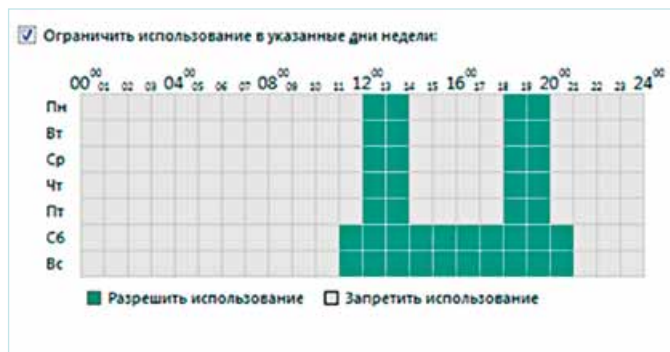 Ограничить использование в указанные дни недели:
00⁰⁰ 01 02 03 04⁰⁰ 05 06 07 08⁰⁰ 09 10 11 12⁰⁰ 13 14 15 16⁰⁰ 17 18 19 20⁰⁰ 21 22 23 24⁰⁰
Пн
Вт
Ср
Чт
Пт
Сб
Вс
Разрешить использование Запретить использование